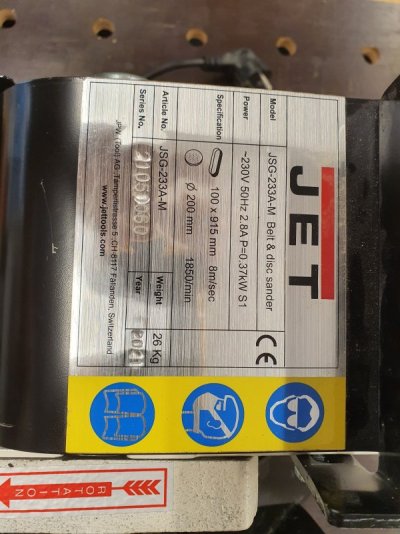 JET
Model JSG-233A-M Belt & disc sander
Power ~230V 50Hz 2.8A P=0.37kW S1
Specification 100 x 915 mm 8m/sec
Ø 200 mm 1850/min
Article No. JSG-233A-M Weight 26 Kg
Series No. Year 2021
JPW (Tool) AG, Tämperlistrasse 5, CH-8117 Fällanden, Switzerland
www.jettools.com
CE
ROTATION